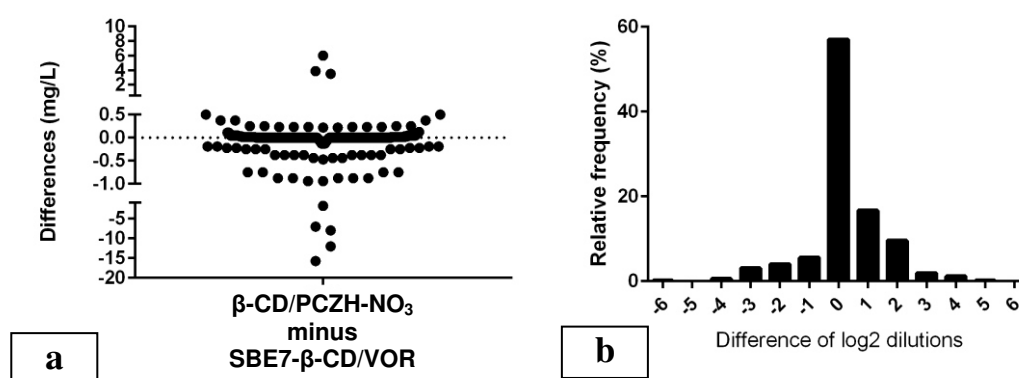 Differences (mg/L)
10
8
6
4
2
0.5
0.0
-0.5
-1.0
-5
-10
-15
-20
β-CD/PCZH-NO₃
minus
SBE7-β-CD/VOR
a
Relative frequency (%)
60
40
20
0
-6 -5 -4 -3 -2 -1 0 1 2 3 4 5 6
Difference of log2 dilutions
b